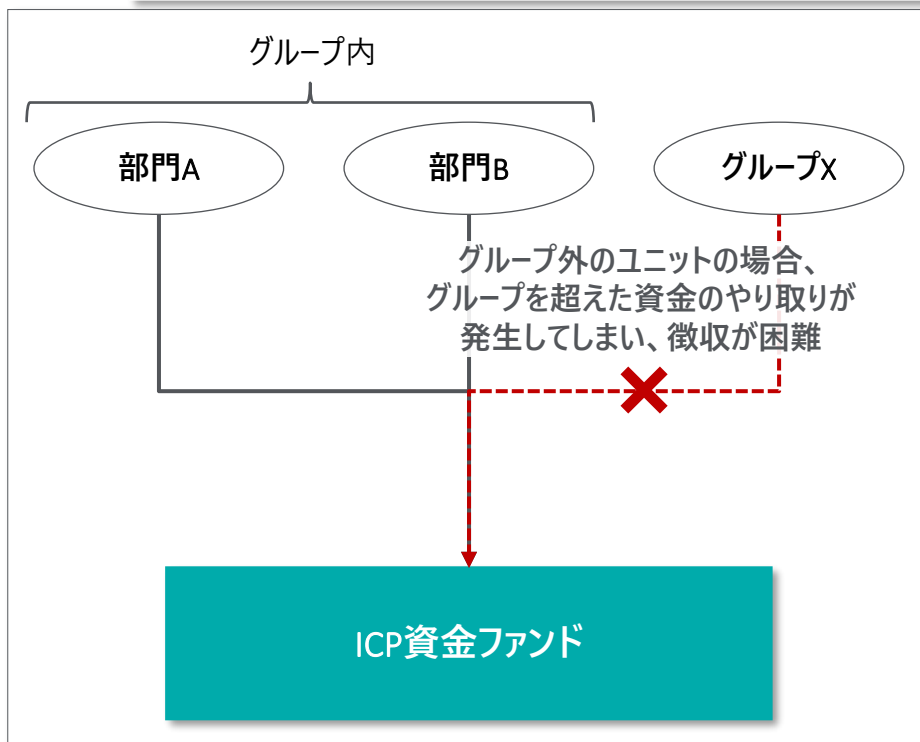 グループ内
部門A
部門B
グループX
グループ外のユニットの場合、
グループを超えた資金のやり取りが
発生してしまい、徴収が困難
ICP資金ファンド